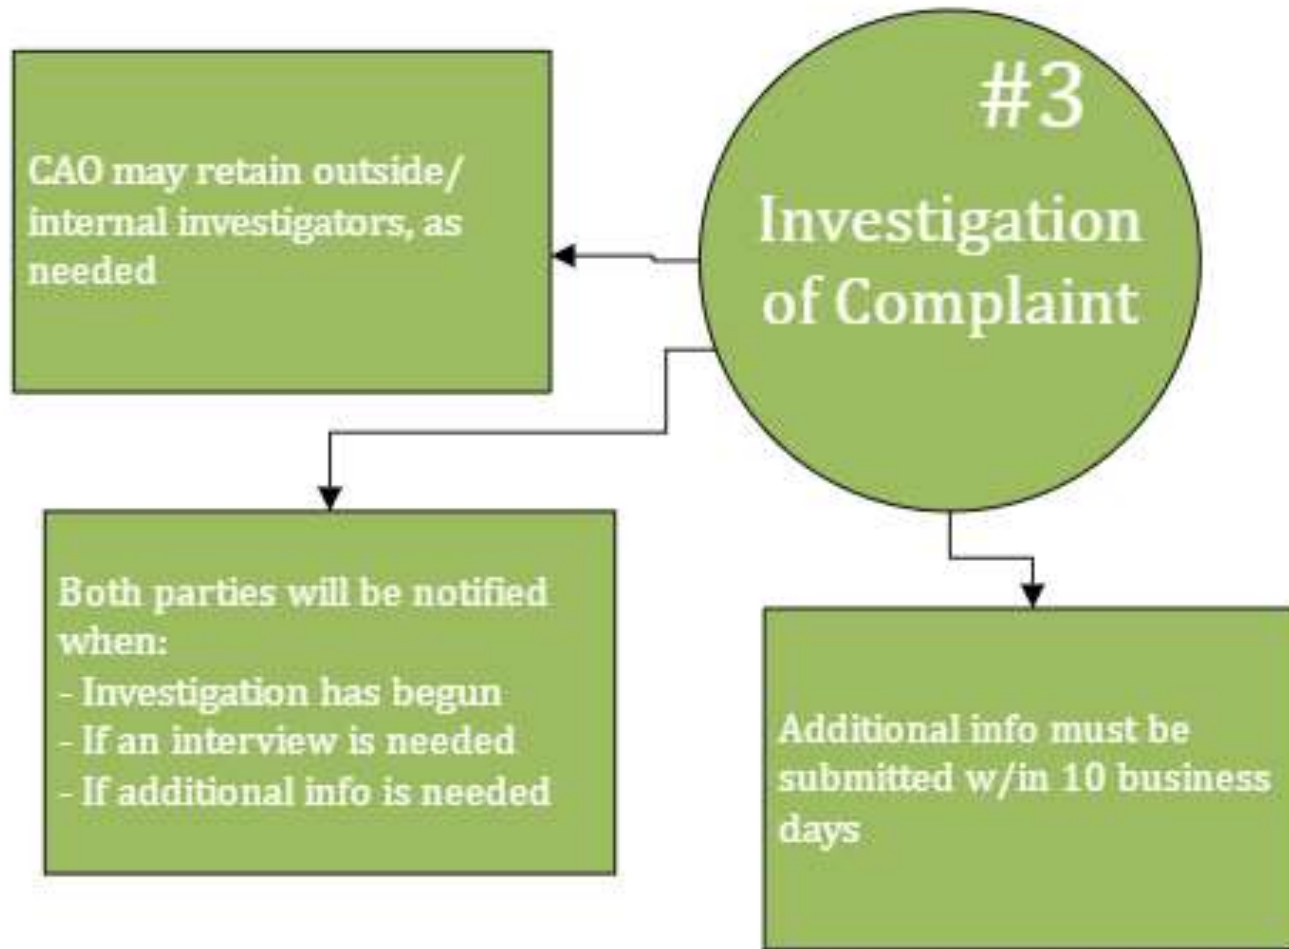 #3
Investigation
of Complaint
CAO may retain outside/
internal investigators, as
needed
Both parties will be notified
when:
- Investigation has begun
- If an interview is needed
- If additional info is needed
Additional info must be
submitted w/in 10 business
days